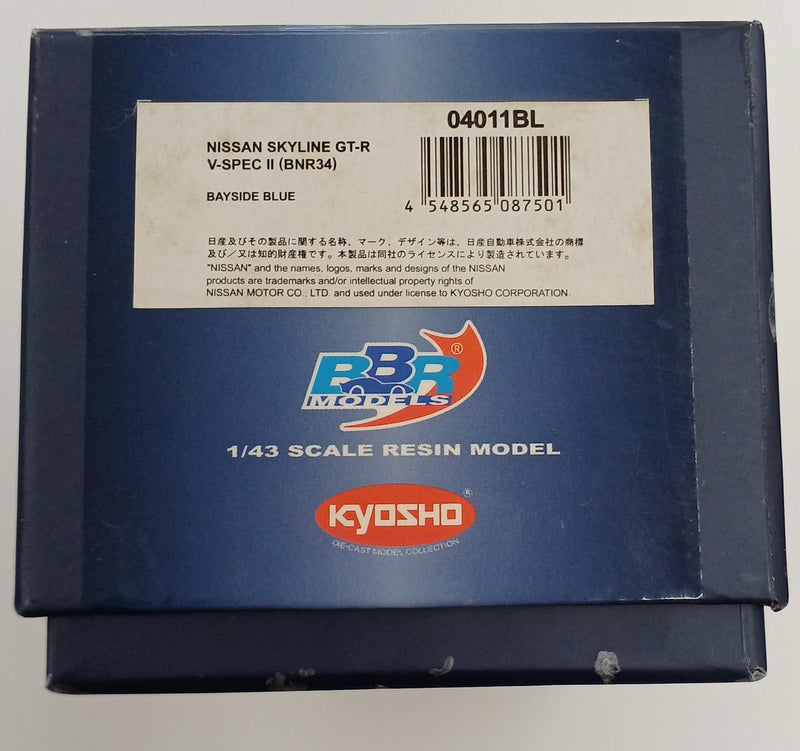 04011BL
NISSAN SKYLINE GT-R
V-SPEC II (BNR34)
BAYSIDE BLUE
4 548565 087501
日産及びその製品に関する名称、マーク、デザイン等は、日産自動車株式会社の商標
及び／又は知的財産権です。本製品は同社のライセンスにより製造されています。
"NISSAN" and the names, logos, marks and designs of the NISSAN
products are trademarks and/or intellectual property rights of
NISSAN MOTOR CO., LTD. and used under license to KYOSHO CORPORATION.
BBR®
MODELS
1/43 SCALE RESIN MODEL
KYOSHO®
DIE-CAST MODEL COLLECTION